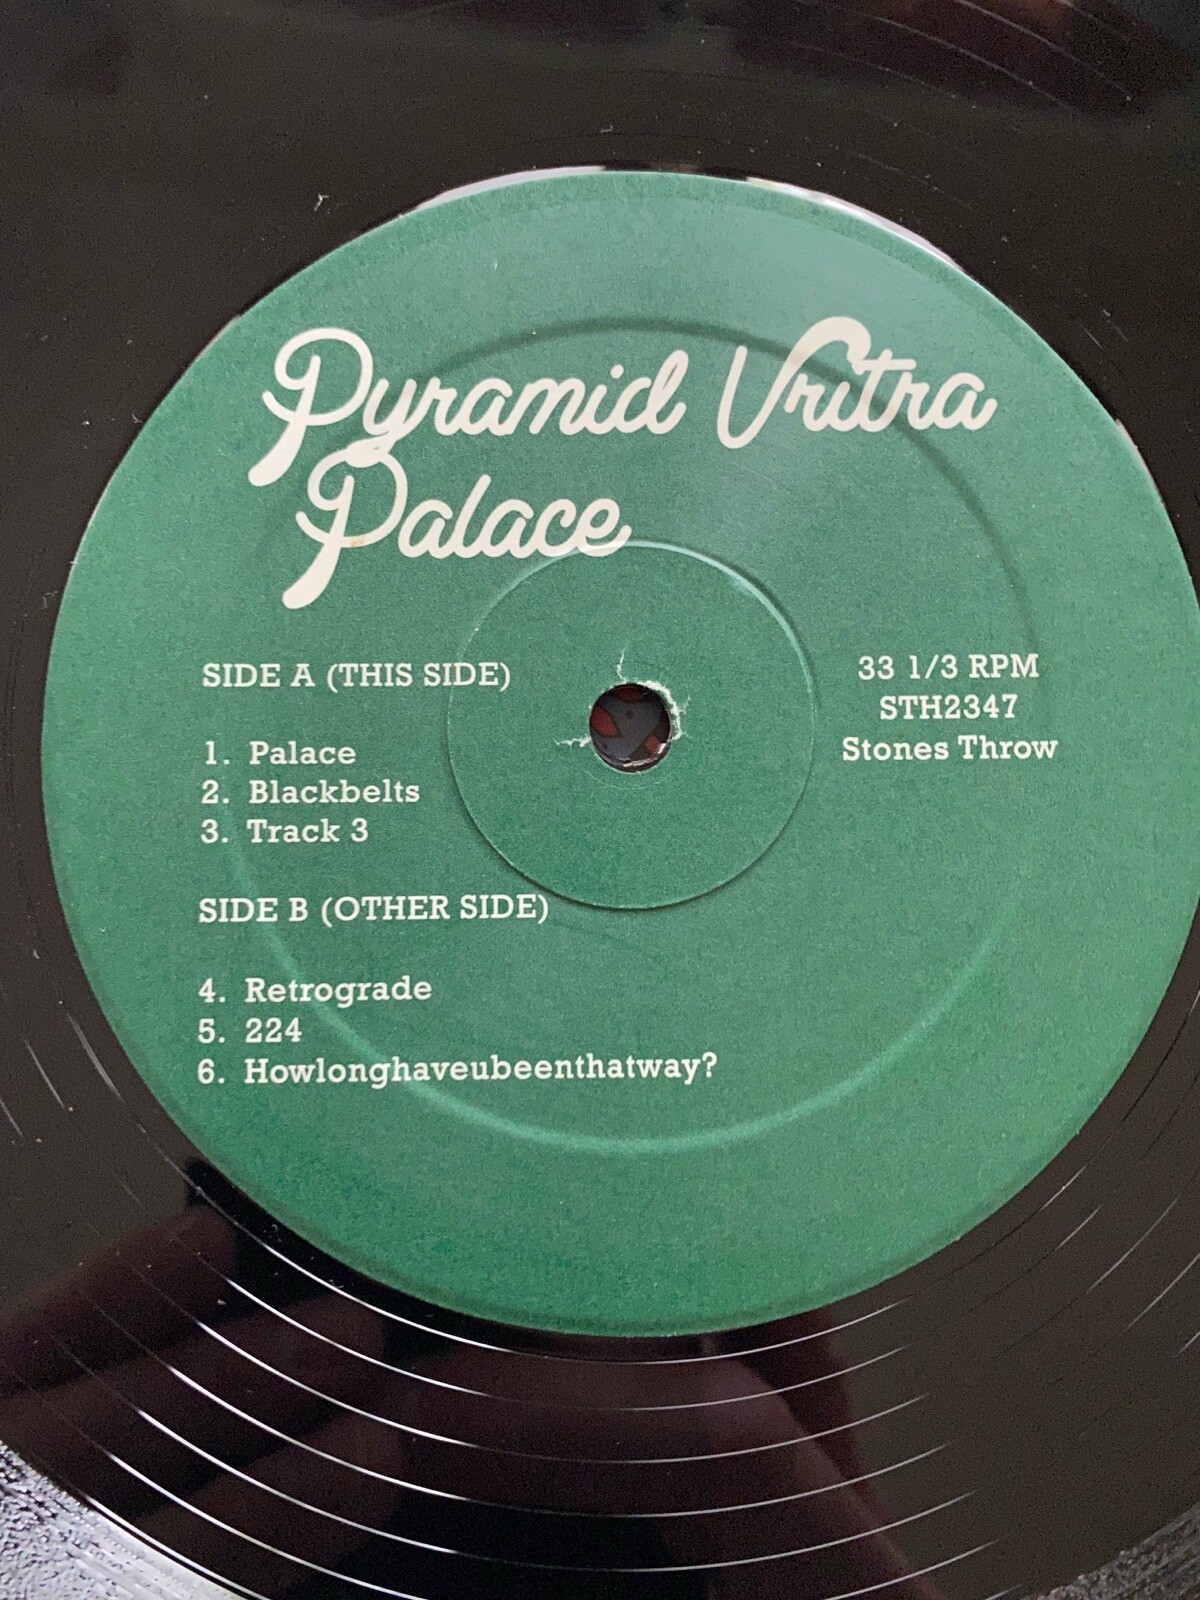 Pyramid Vritra
Palace
SIDE A (THIS SIDE)
1. Palace
2. Blackbelts
3. Track 3
SIDE B (OTHER SIDE)
4. Retrograde
5. 224
6. Howlonghaveubeenthatway?
33 1/3 RPM
STH2347
Stones Throw